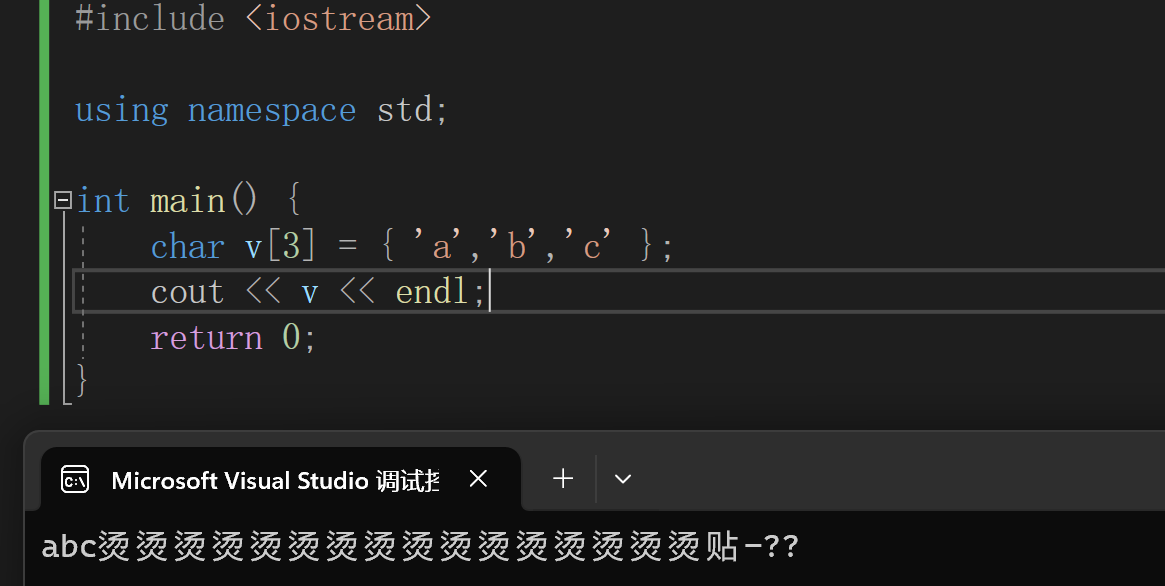 #include <iostream>
using namespace std;
int main() {
char v[3] = { 'a','b','c' };
cout << v << endl;
return 0;
}
Microsoft Visual Studio 调试
abc烫烫烫烫烫烫烫烫烫烫烫烫烫烫烫烫贴-??